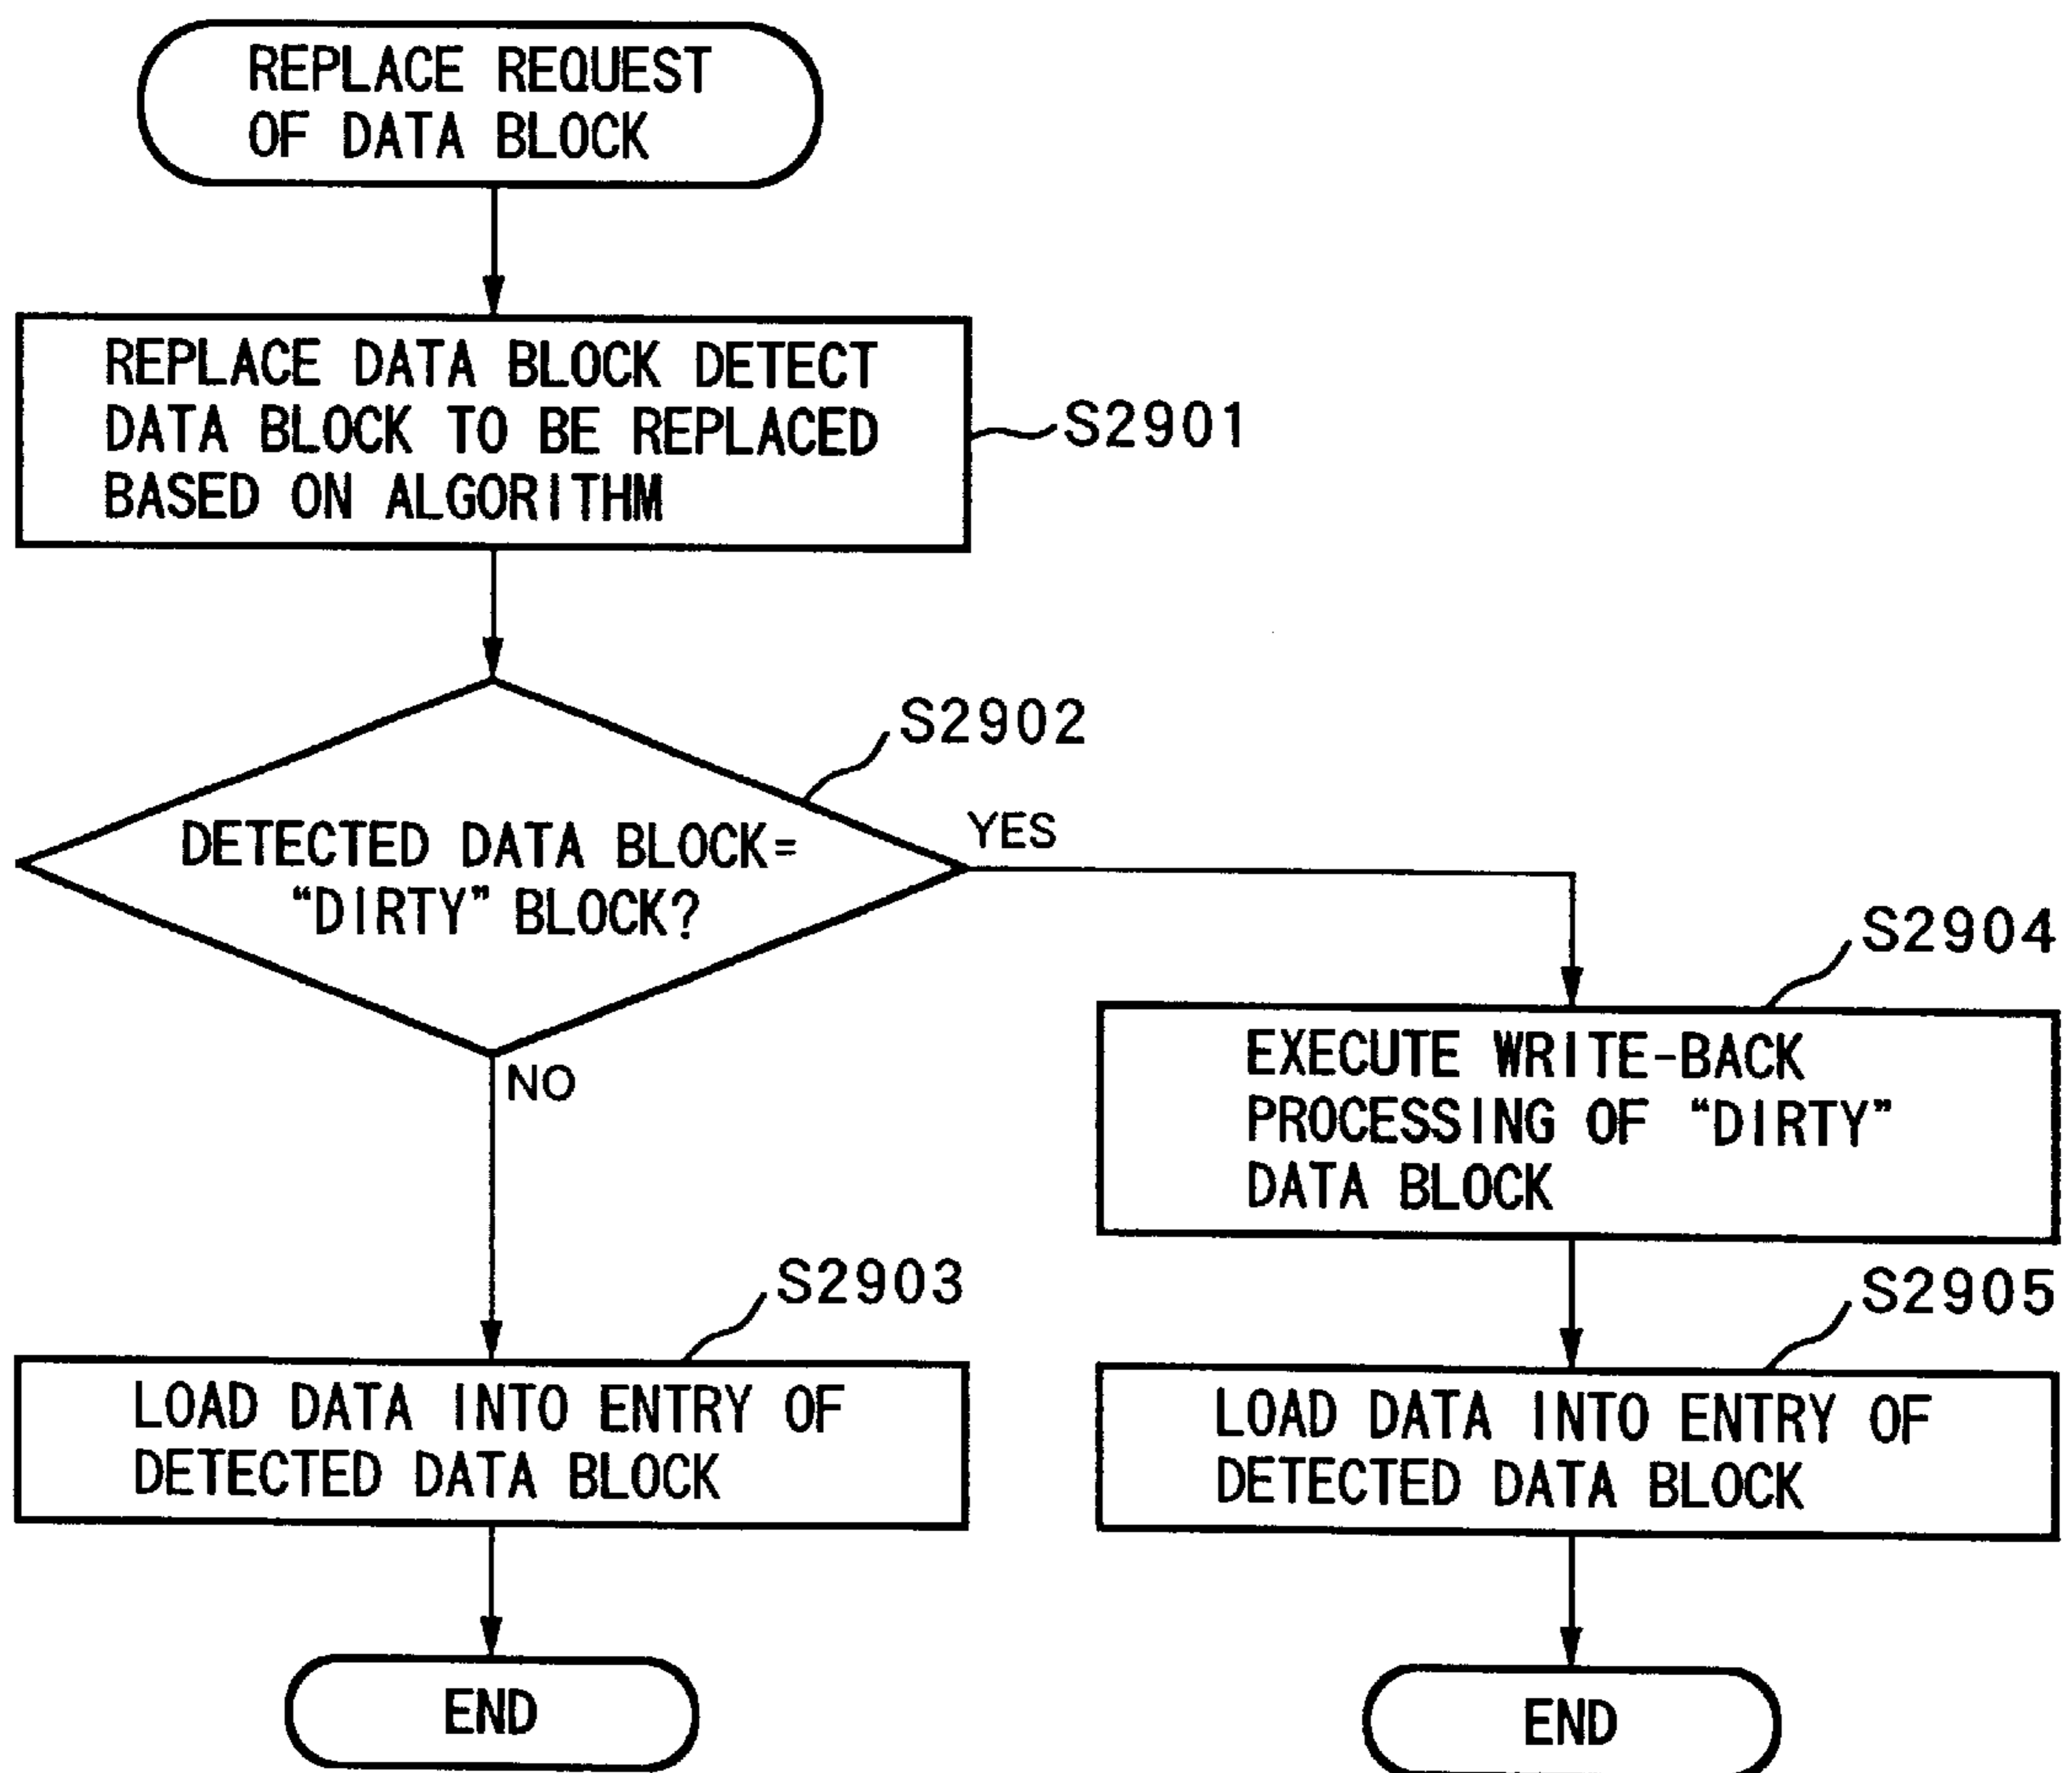 REPLACE REQUEST
OF DATA BLOCK
REPLACE DATA BLOCK DETECT
DATA BLOCK TO BE REPLACED
BASED ON ALGORITHM
S2901
S2902
DETECTED DATA BLOCK=
“DIRTY” BLOCK?
YES
NO
S2904
EXECUTE WRITE-BACK
PROCESSING OF “DIRTY”
DATA BLOCK
S2903
LOAD DATA INTO ENTRY OF
DETECTED DATA BLOCK
S2905
LOAD DATA INTO ENTRY OF
DETECTED DATA BLOCK
END
END